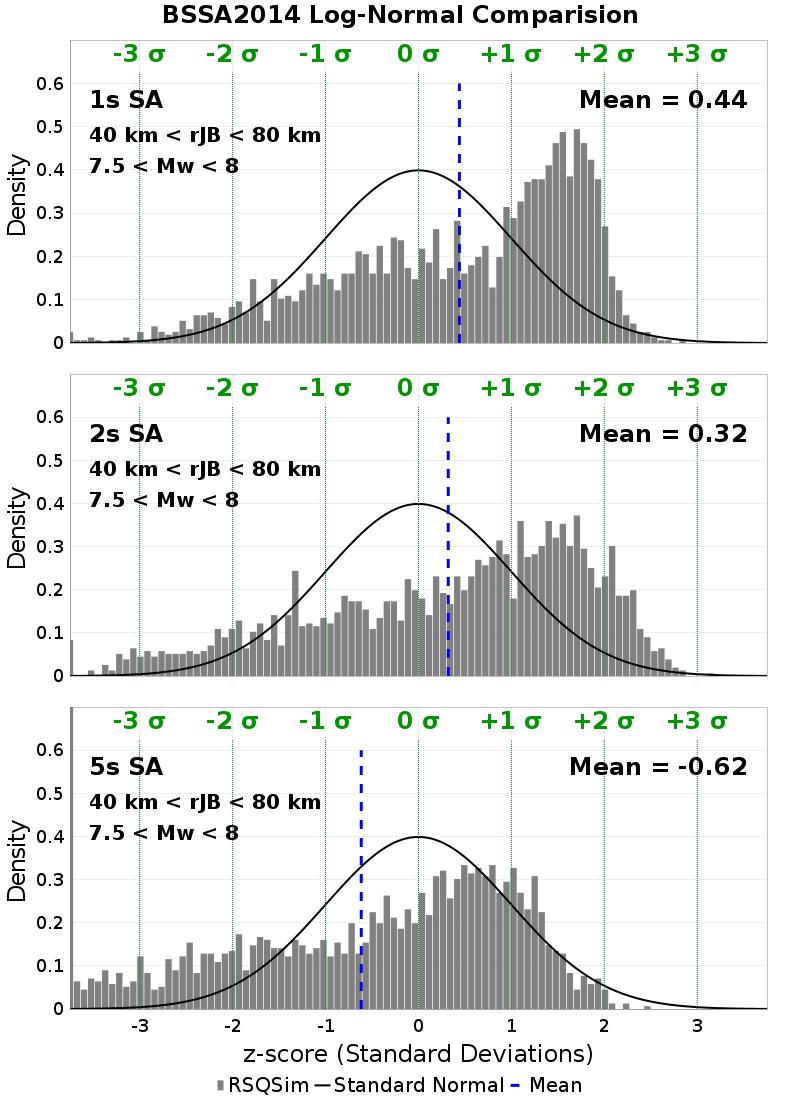 BSSA2014 Log-Normal Comparision
-3 σ -2 σ -1 σ 0 σ +1 σ +2 σ +3 σ
0.6
1s SA Mean = 0.44
0.5
40 km < rJB < 80 km
0.4
7.5 < Mw < 8
0.3
0.2
0.1
0
Density
-3 σ -2 σ -1 σ 0 σ +1 σ +2 σ +3 σ
0.6
2s SA Mean = 0.32
0.5
40 km < rJB < 80 km
0.4
7.5 < Mw < 8
0.3
0.2
0.1
0
Density
-3 σ -2 σ -1 σ 0 σ +1 σ +2 σ +3 σ
0.6
5s SA Mean = -0.62
0.5
40 km < rJB < 80 km
0.4
7.5 < Mw < 8
0.3
0.2
0.1
0
Density
-3 -2 -1 0 1 2 3
z-score (Standard Deviations)
RSQSim Standard Normal Mean